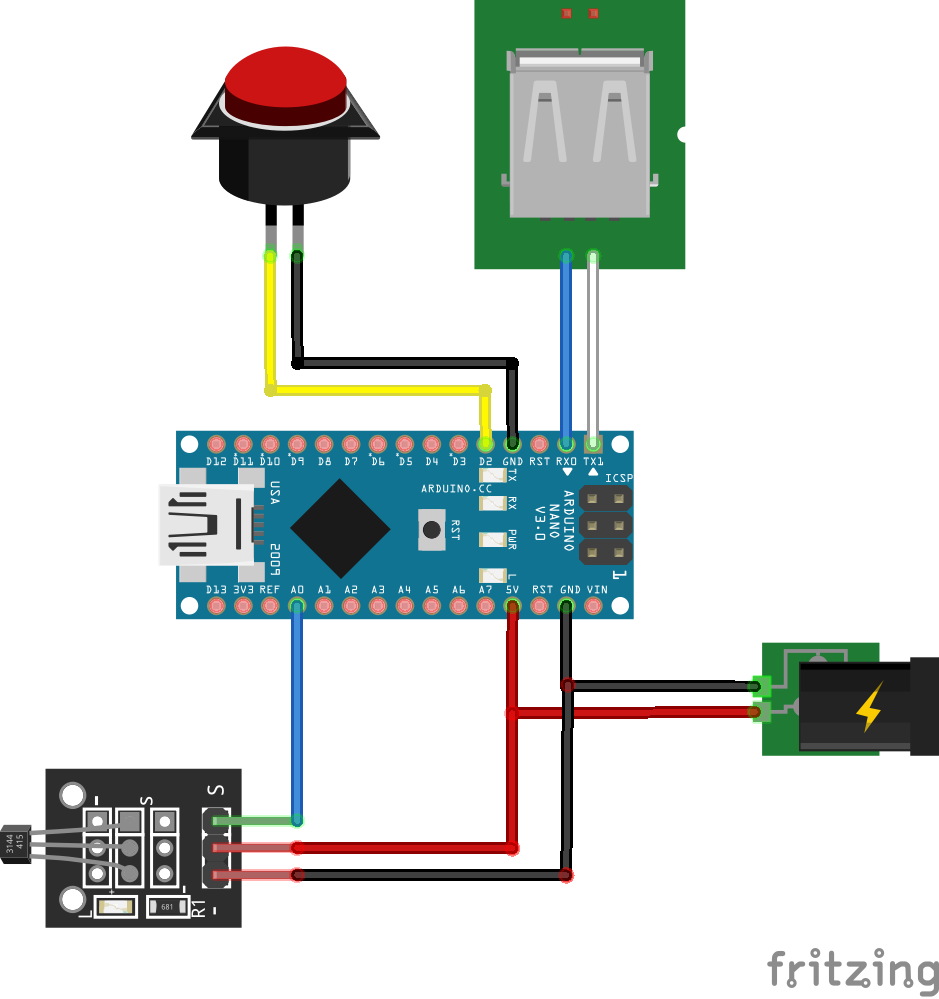 D12 D11 D10 D9 D8 D7 D6 D5 D4 D3 D2 GND RST RX0 TX1
TX
ICSP
USA
ARDUINO.CC
RX
ARDUINO
NANO
V3.0
RST
PWR
2009
L
1
D13 3V3 REF A0 A1 A2 A3 A4 A5 A6 A7 5V RST GND VIN
S
-
S
3144
415
+
-
L
681
R1
-
fritzing